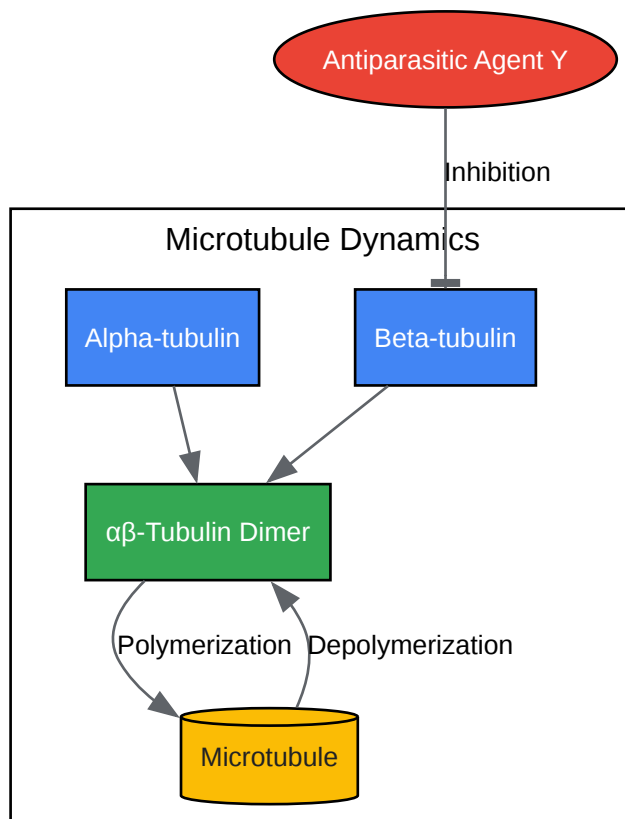 Antiparasitic Agent Y
Inhibition
Microtubule Dynamics
Alpha-tubulin
Beta-tubulin
αβ-Tubulin Dimer
Polymerization
Depolymerization
Microtubule